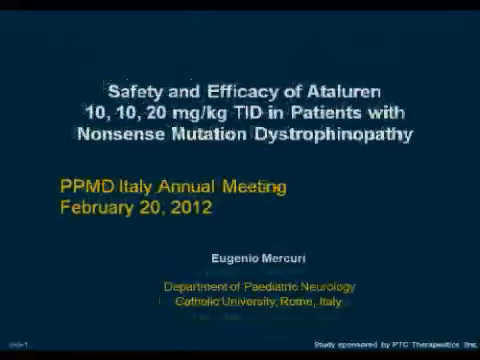 Safety and Efficacy of Ataluren
10, 10, 20 mg/kg TID in Patients with
Nonsense Mutation Dystrophinopathy
PPMD Italy Annual Meeting
February 20, 2012
Eugenio Mercuri
Department of Paediatric Neurology
Catholic University, Rome, Italy
Study sponsored by PTC Therapeutics Inc.